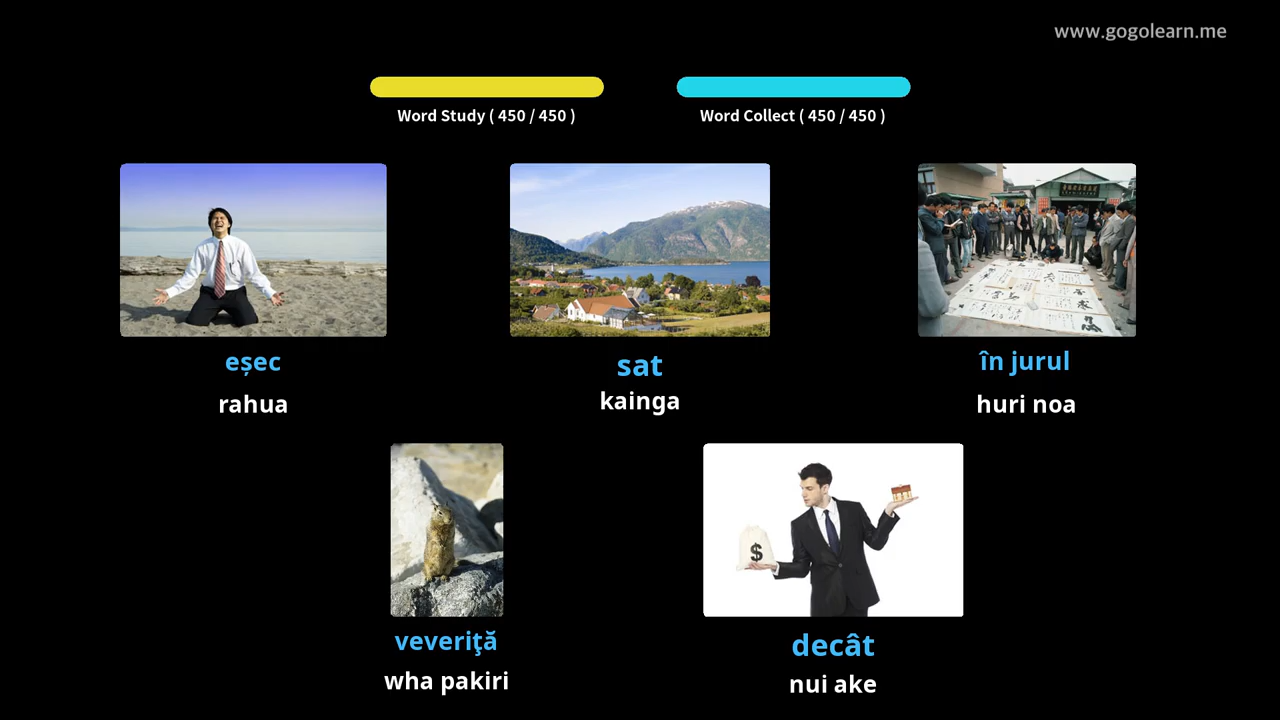 www.gogolearn.me
Word Study ( 450 / 450 )
Word Collect ( 450 / 450 )
eșec
sat
în jurul
rahua
kainga
huri noa
veveriţă
decât
wha pakiri
nui ake